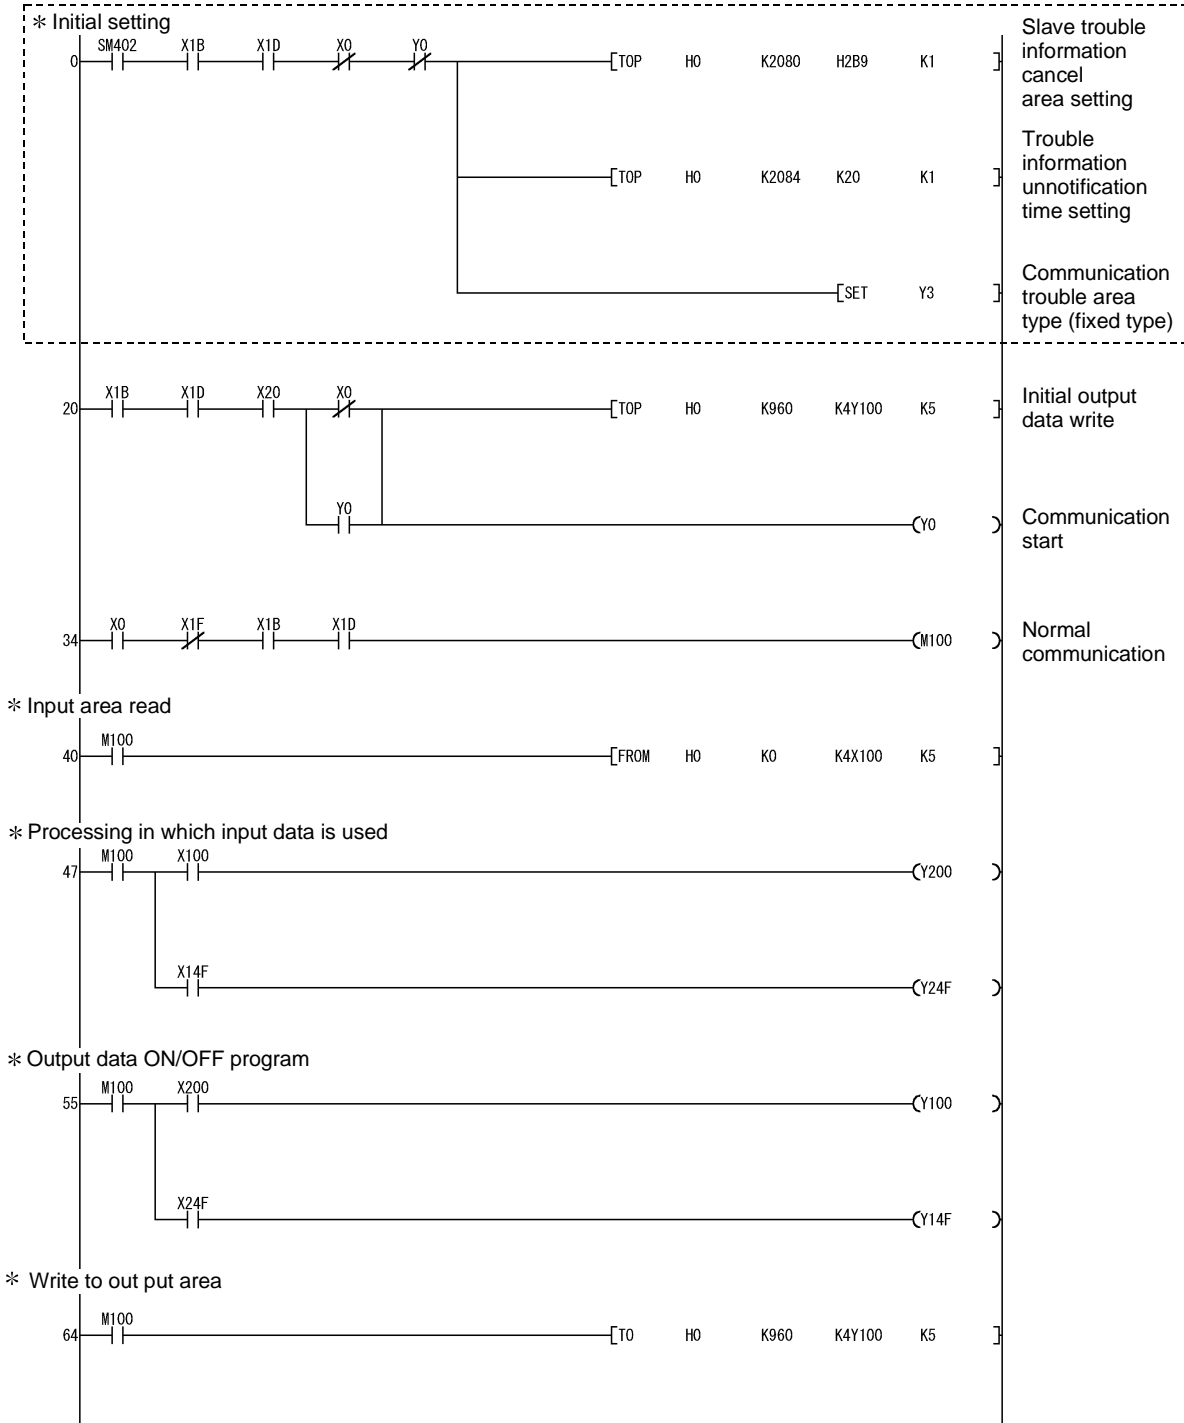 * Initial setting
SM402 X1B X1D X0 Y0
0 [TOP H0 K2080 H2B9 K1 ]
Slave trouble
information
cancel
area setting
[TOP H0 K2084 K20 K1 ]
Trouble
information
unnotification
time setting
[SET Y3 ]
Communication
trouble area
type (fixed type)
X1B X1D X20 X0
20 [TOP H0 K960 K4Y100 K5 ]
Initial output
data write
Y0
(Y0 )
Communication
start
X0 X1F X1B X1D
34 (M100 )
Normal
communication
* Input area read
M100
40 [FROM H0 K0 K4X100 K5 ]
* Processing in which input data is used
M100 X100
47 (Y200 )
X14F
(Y24F )
* Output data ON/OFF program
M100 X200
55 (Y100 )
X24F
(Y14F )
* Write to out put area
M100
64 [TO H0 K960 K4Y100 K5 ]